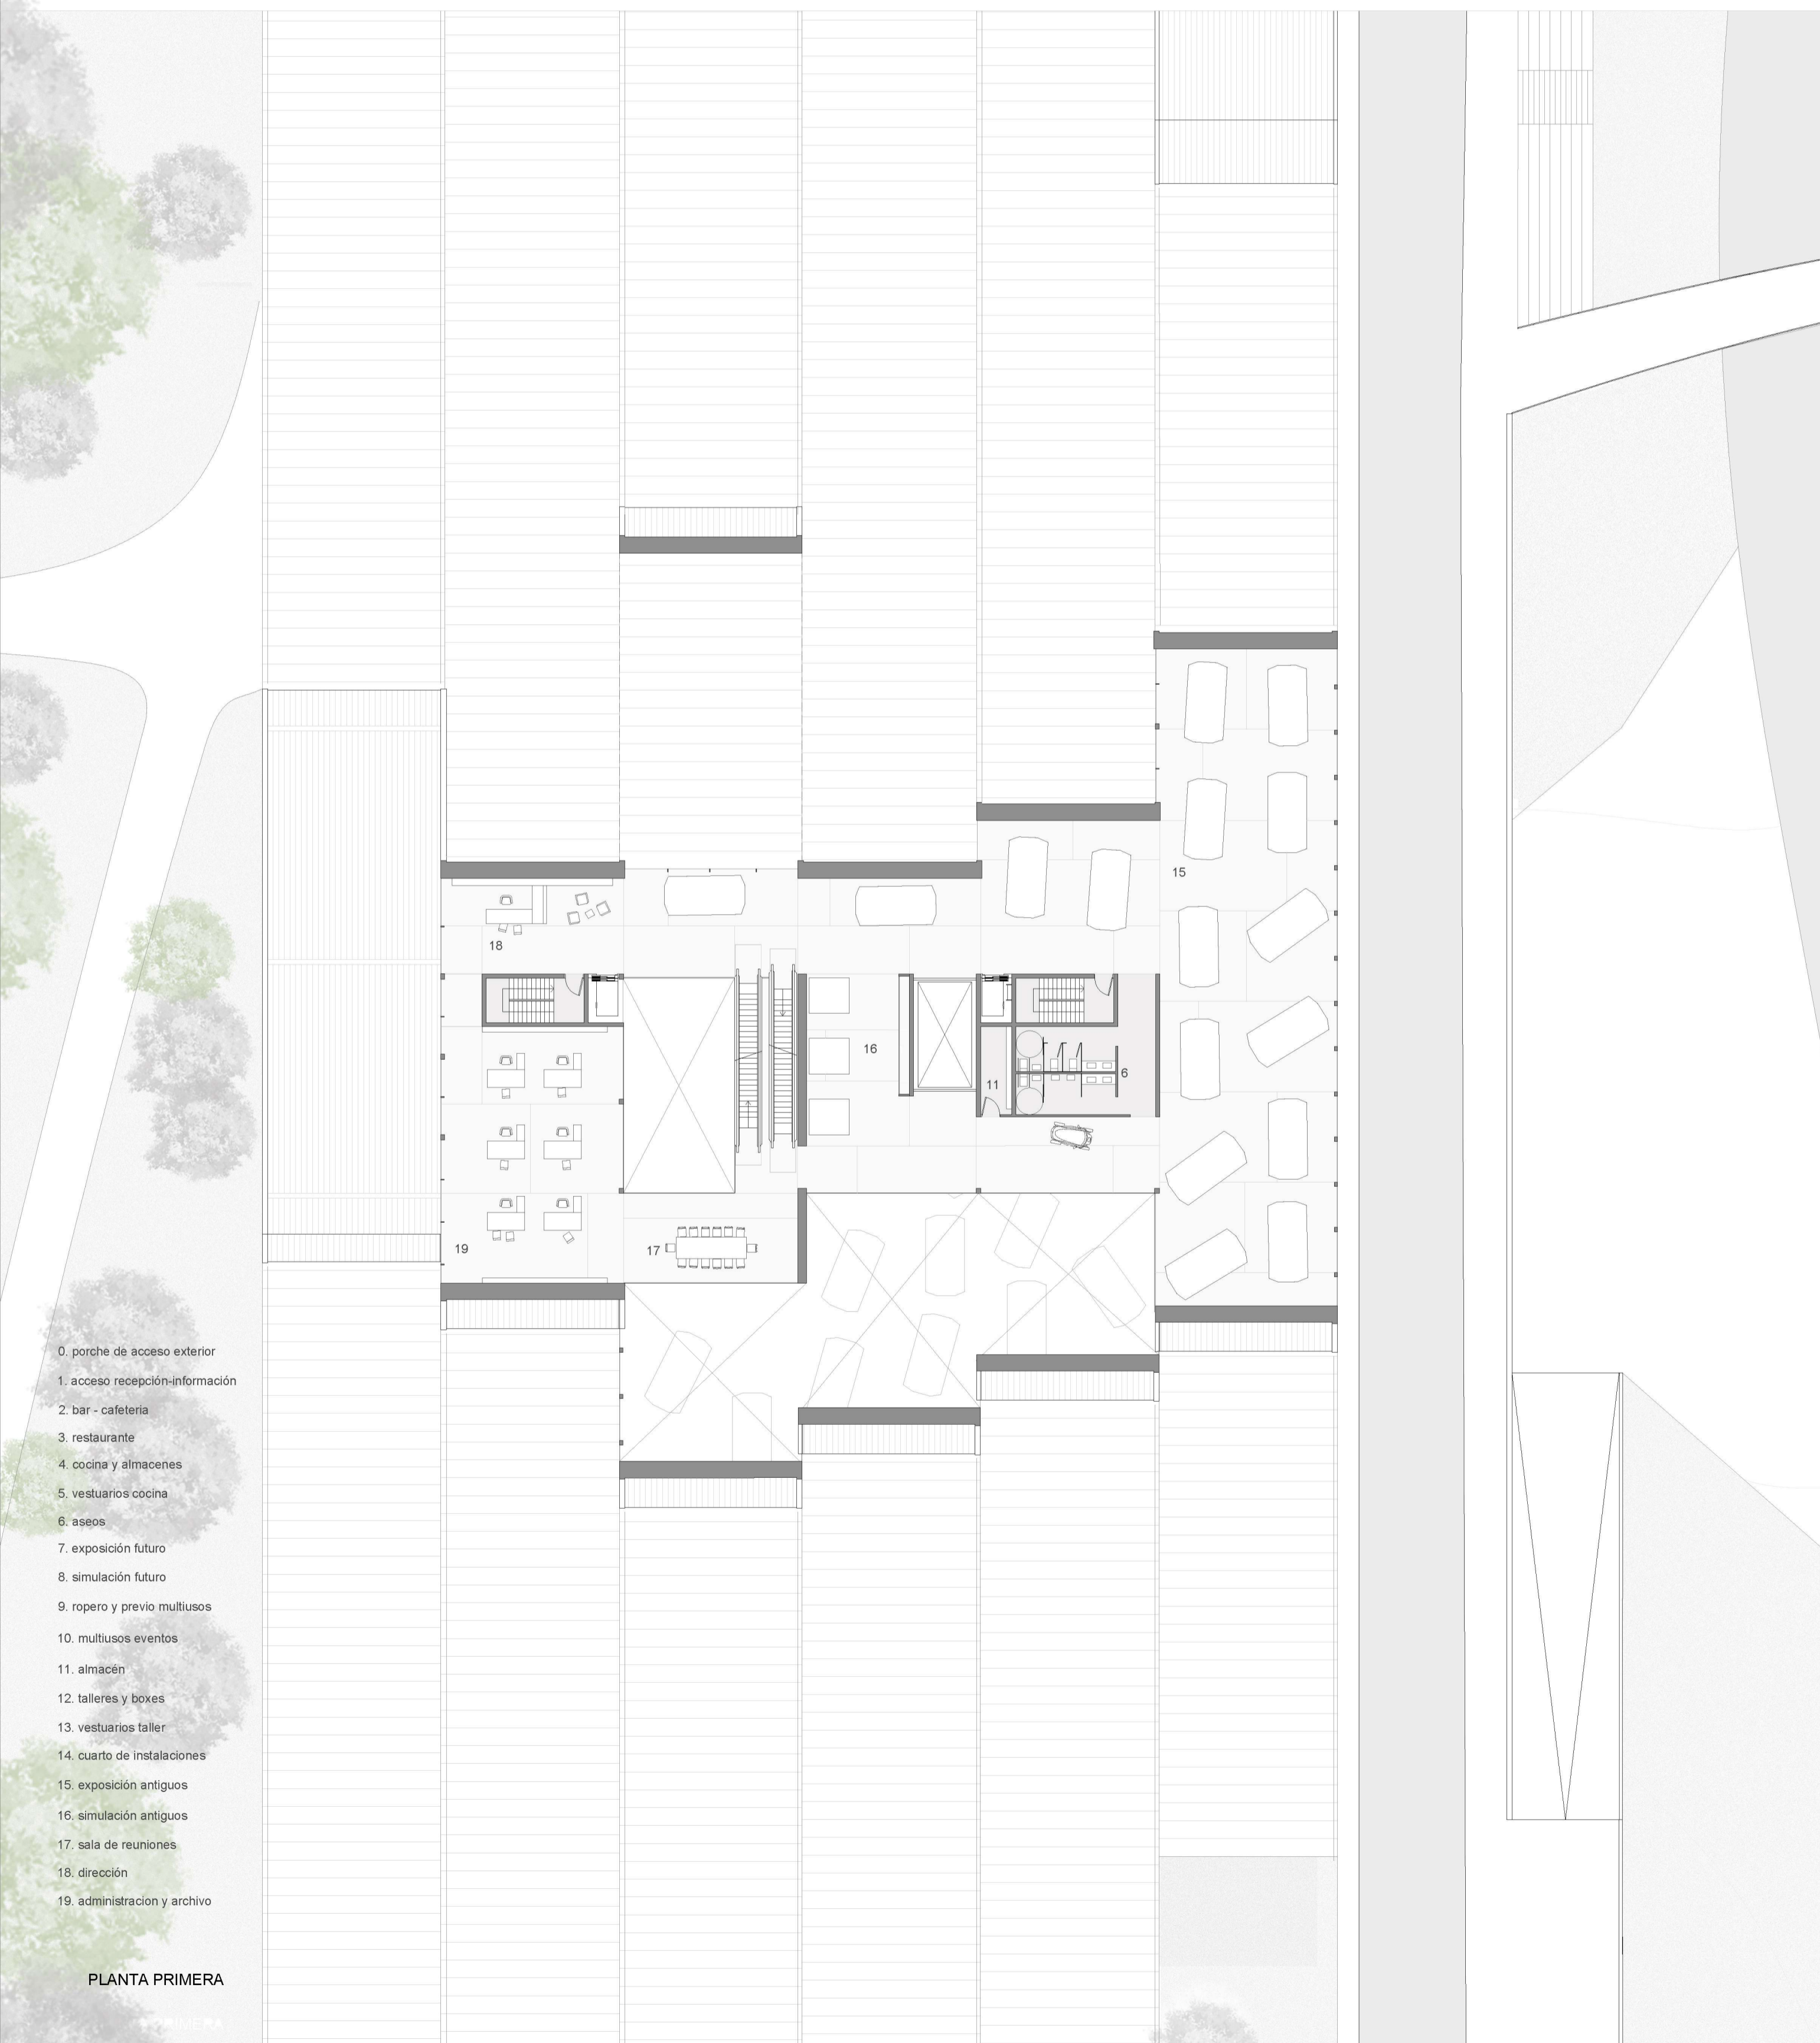 15
18
16
6
11
19
17
0. porche de acceso exterior
1. acceso recepción-información
2. bar - cafeteria
3. restaurante
4. cocina y almacenes
5. vestuarios cocina
6. aseos
7. exposición futuro
8. simulación futuro
9. ropero y previo multiusos
10. multiusos eventos
11. almacén
12. talleres y boxes
13. vestuarios taller
14. cuarto de instalaciones
15. exposición antiguos
16. simulación antiguos
17. sala de reuniones
18. dirección
19. administracion y archivo
PLANTA PRIMERA